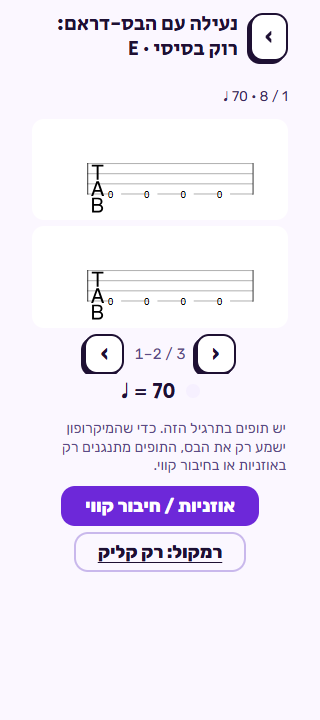 נעילה עם הבס-דראם:
רוק בסיסי · E
♩ 70 • 8 / 1
T
A
B
0 0 0 0
T
A
B
0 0 0 0
1–2 / 3
♩ = 70
יש תופים בתרגיל הזה. כדי שהמיקרופון
ישמע רק את הבס, התופים מתנגנים רק
באוזניות או בחיבור קווי.
אוזניות / חיבור קווי
רמקול: רק קליק